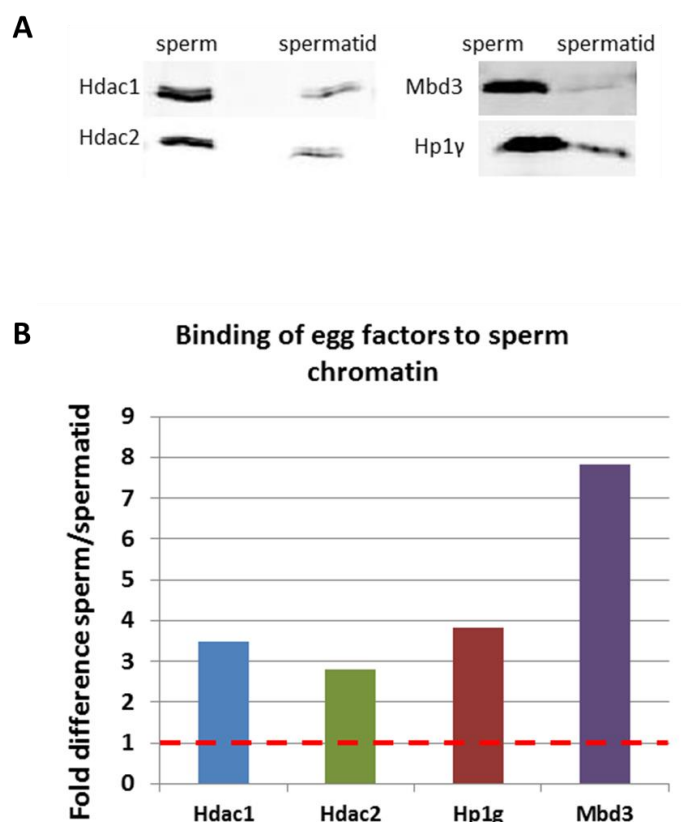 A
sperm spermatid sperm spermatid
Hdac1 Mbd3
Hdac2 Hp1γ
B
Binding of egg factors to sperm
chromatin
Fold difference sperm/spermatid
9
8
7
6
5
4
3
2
1
0
Hdac1 Hdac2 Hp1g Mbd3